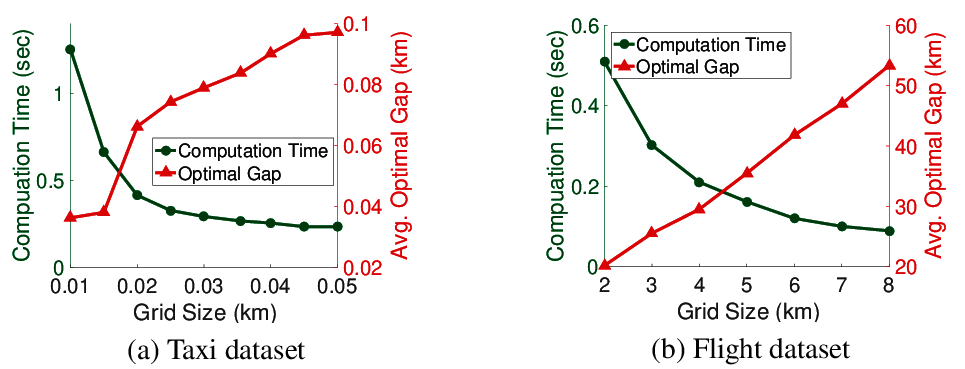 Compuation Time (sec)
1
0.5
0
0.01
0.02
0.03
0.04
0.05
Grid Size (km)
0.1
0.08
0.06
0.04
0.02
Avg. Optimal Gap (km)
Computation Time
Optimal Gap
(a) Taxi dataset
Compuation Time (sec)
0.6
0.4
0.2
0
2
3
4
5
6
7
8
Grid Size (km)
60
50
40
30
20
Avg. Optimal Gap (km)
Computation Time
Optimal Gap
(b) Flight dataset